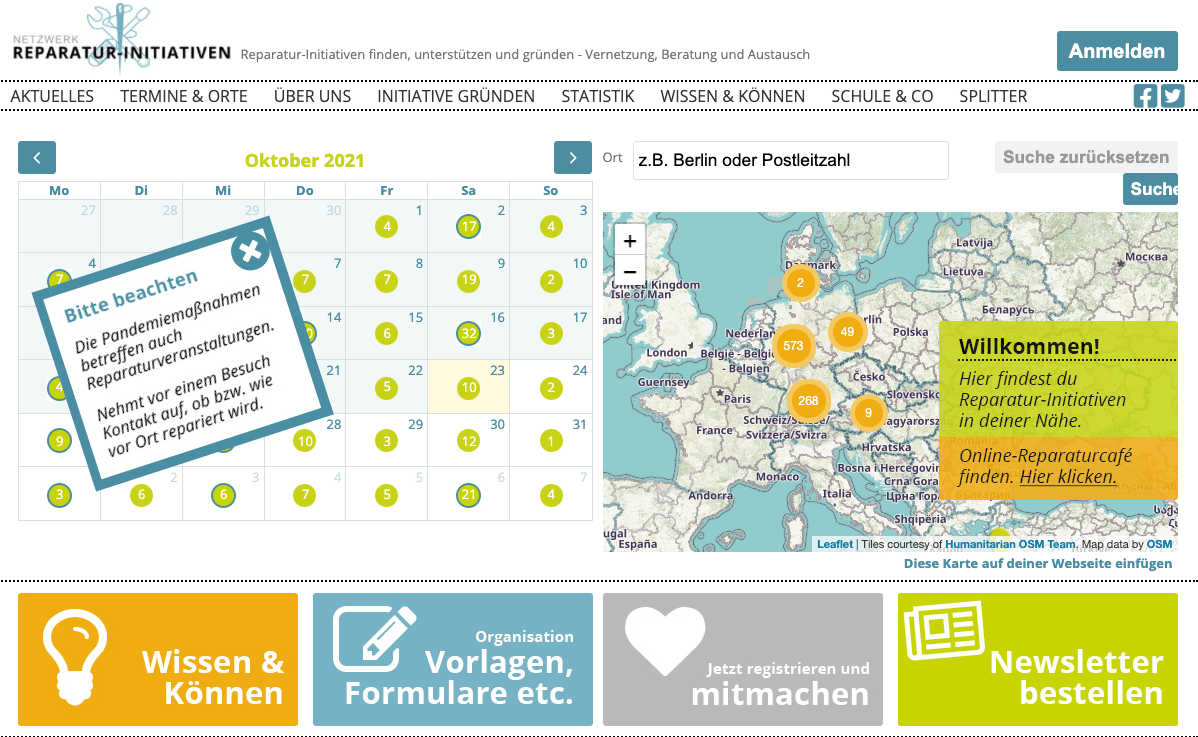 NETZWERK
REPARATUR-INITIATIVEN
Reparatur-Initiativen finden, unterstützen und gründen - Vernetzung, Beratung und Austausch
Anmelden
AKTUELLES TERMINE & ORTE ÜBER UNS INITIATIVE GRÜNDEN STATISTIK WISSEN & KÖNNEN SCHULE & CO SPLITTER
Oktober 2021
Mo Di Mi Do Fr Sa So
27 28 29 30 1 2 3
4 17 4
4 7 8 9 10
7 7 7 19 2
14 15 16 17
6 32 3
21 22 23 24
5 10 2
28 29 30 31
9 10 3 12 1
2 3 4 5 6 7
3 6 6 7 5 21 4
Bitte beachten
Die Pandemiemaßnahmen
betreffen auch
Reparaturveranstaltungen.
Nehmt vor einem Besuch
Kontakt auf, ob bzw. wie
vor Ort repariert wird.
Ort
z.B. Berlin oder Postleitzahl
Suche zurücksetzen
Suche
+
−
Latvija
Москва
Danmark
Lietuva
United Kingdom
Isle of Man
2
Беларусь
49
Polska
573
Nederlan
London
België - Belgi
- Belgien
Guernsey
Česko
Paris
268
9
Slovensko
Schweiz/Suisse/
Svizzera/Svizra
France
Hrvatska
Bosna i Hercegovina
Monaco
Crna Gora
Andorra
Italia
Shqipëria
España
Willkommen!
Hier findest du
Reparatur-Initiativen
in deiner Nähe.
Online-Reparaturcafé
finden. Hier klicken.
Leaflet | Tiles courtesy of Humanitarian OSM Team. Map data by OSM
Diese Karte auf deiner Webseite einfügen
Wissen &
Können
Organisation
Vorlagen,
Formulare etc.
Jetzt registrieren und
mitmachen
Newsletter
bestellen